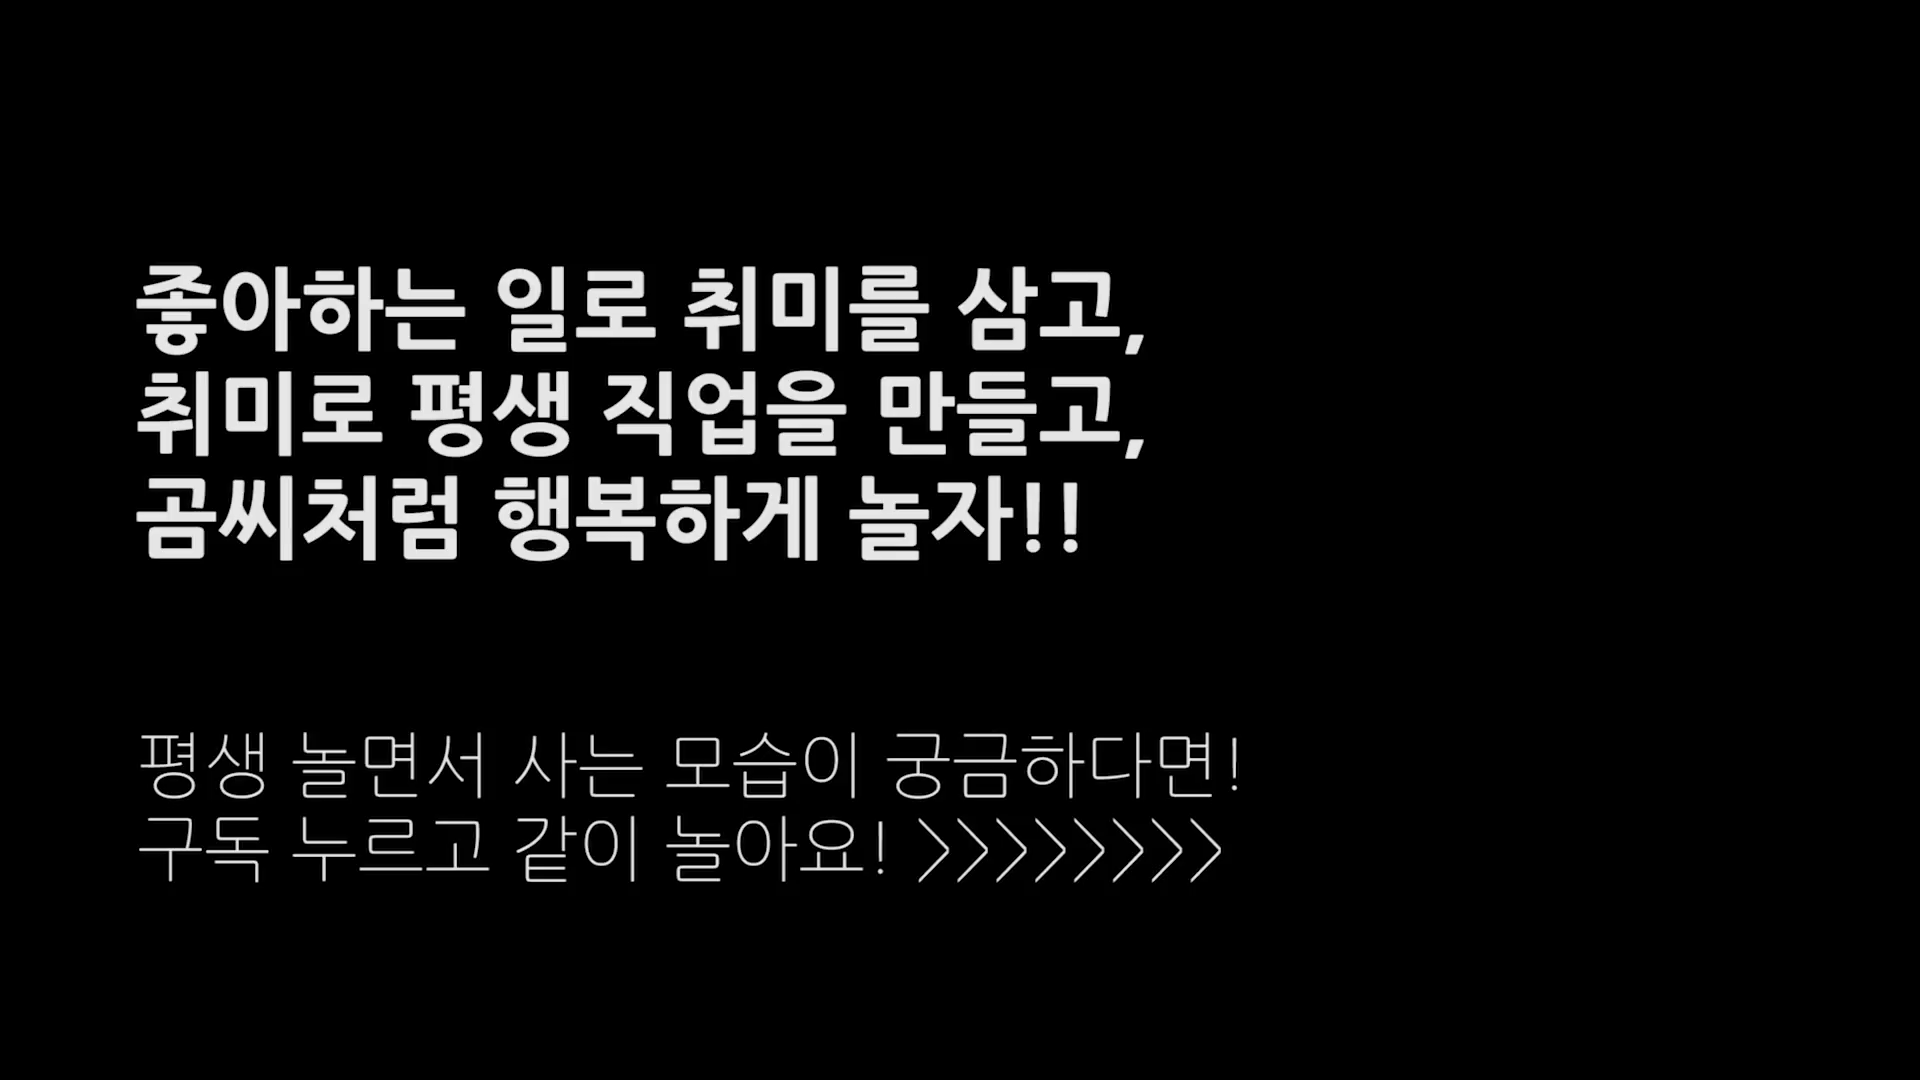 좋아하는 일로 취미를 삼고,
취미로 평생 직업을 만들고,
곰씨처럼 행복하게 놀자!!
평생 놀면서 사는 모습이 궁금하다면!
구독 누르고 같이 놀아요! >>>>>>>>